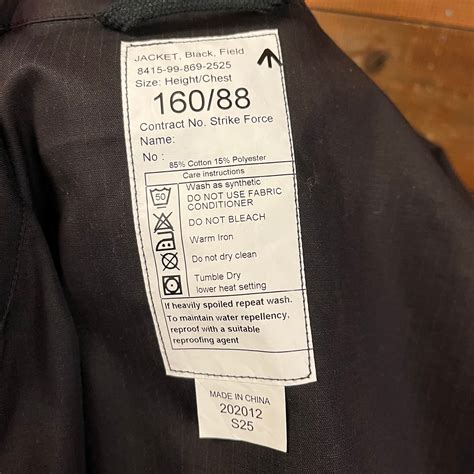 JACKET, Black, Field
8415-99-869-2525
Size: Height/Chest
160/88
Contract No. Strike Force
Name:
No :
85% Cotton 15% Polyester
Care instructions
50
Wash as synthetic
DO NOT USE FABRIC
CONDITIONER
DO NOT BLEACH
Warm Iron
Do not dry clean
Tumble Dry
lower heat setting
If heavily spoiled repeat wash.
To maintain water repellency,
reproof with a suitable
reproofing agent
MADE IN CHINA
202012
S25